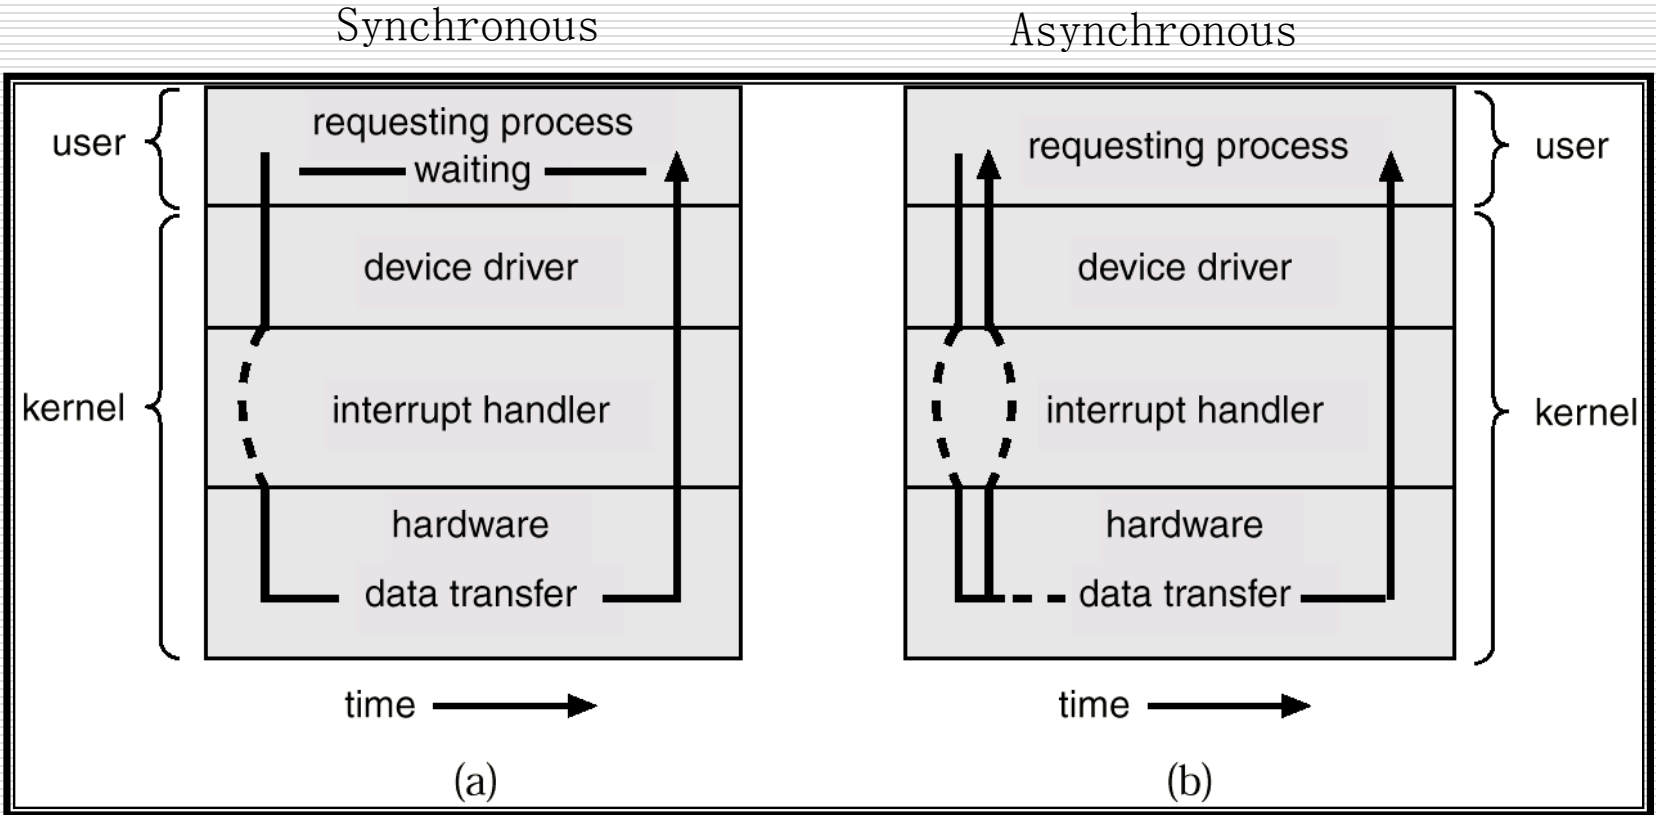 Synchronous
Asynchronous
user
requesting process
waiting
device driver
kernel
interrupt handler
hardware
data transfer
time
(a)
requesting process
user
device driver
interrupt handler
kernel
hardware
data transfer
time
(b)